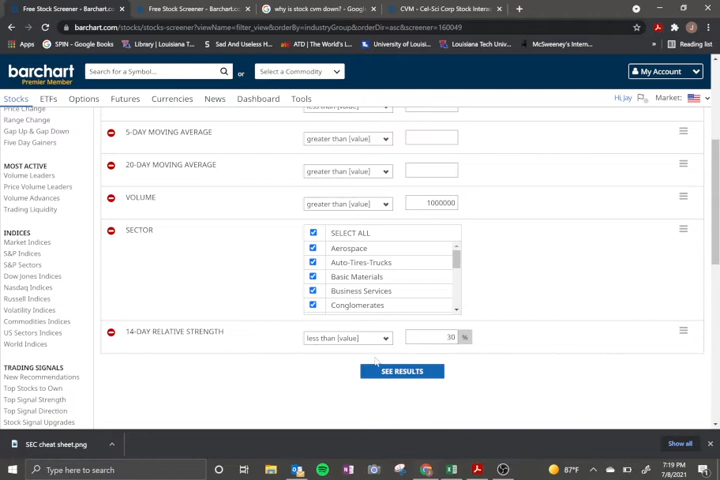 Free Stock Screener - Barchart.c
Free Stock Screener - Barchart.c
why is stock cvm down? - Google
CVM - Cel-Sci Corp Stock Interac
barchart.com/stocks/stocks-screener?viewName=filter_view&orderBy=industryGroup&orderDir=asc&screener=160049
Apps
SPIN - Google Books
Library | Louisiana T...
Sad And Useless H...
ATD | The World's L...
University of Louisi...
Louisiana Tech Univ...
McSweeney's Intern...
Reading list
barchart
Premier Member
Search for a Symbol...
or
Select a Commodity
My Account
Stocks
ETFs
Options
Futures
Currencies
News
Dashboard
Tools
Hi Jay
Market:
Price Change
Range Change
Gap Up & Gap Down
Five Day Gainers
MOST ACTIVE
Volume Leaders
Price Volume Leaders
Volume Advances
Trading Liquidity
INDICES
Market Indices
S&P Indices
S&P Sectors
Dow Jones Indices
Nasdaq Indices
Russell Indices
Volatility Indices
Commodities Indices
US Sectors Indices
World Indices
TRADING SIGNALS
New Recommendations
Top Stocks to Own
Top Signal Strength
Top Signal Direction
Stock Signal Upgrades
less than [value]
5-DAY MOVING AVERAGE
greater than [value]
20-DAY MOVING AVERAGE
greater than [value]
VOLUME
greater than [value]
1000000
SECTOR
SELECT ALL
Aerospace
Auto-Tires-Trucks
Basic Materials
Business Services
Conglomerates
14-DAY RELATIVE STRENGTH
less than [value]
30
%
SEE RESULTS
SEC cheat sheet.png
Show all
Type here to search
87°F
7:19 PM
7/8/2021